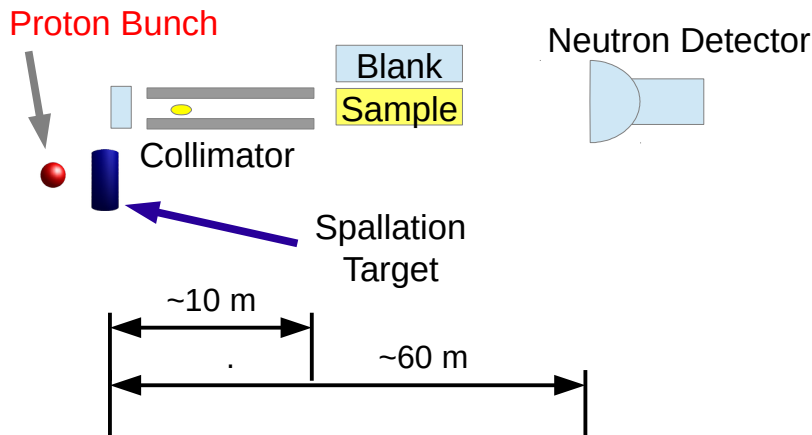 Proton Bunch
Neutron Detector
Blank
Sample
Collimator
Spallation
Target
~10 m
.
~60 m